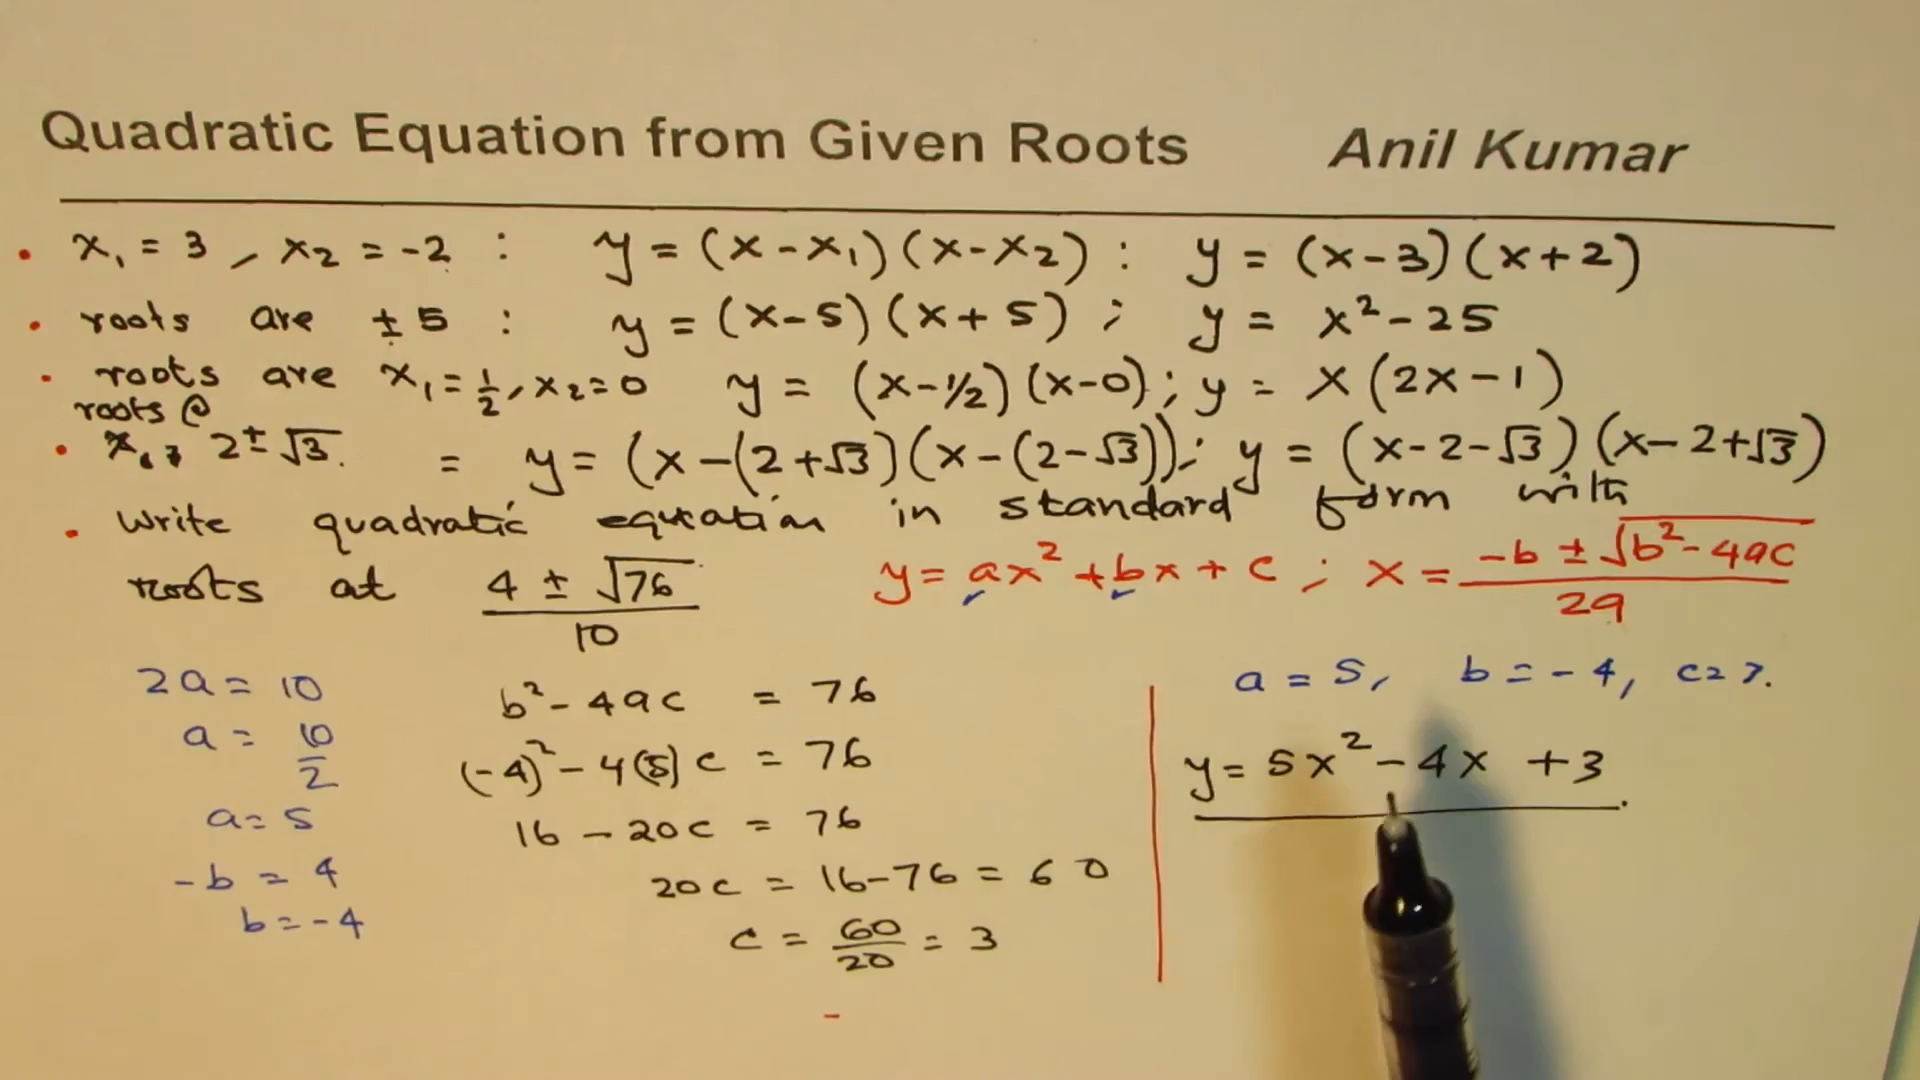 Quadratic Equation from Given Roots Anil Kumar
• x₁ = 3, x₂ = -2 : y = (x-x₁)(x-x₂) : y = (x-3)(x+2)
• roots are ±5 : y = (x-5)(x+5) ; y = x²-25
• roots are x₁=1/2, x₂=0 y = (x-1/2)(x-0) ; y = x(2x-1)
roots @
• 2±√3. = y = (x-(2+√3)(x-(2-√3)); y = (x-2-√3)(x-2+√3)
• Write quadratic equation in standard form with
roots at (4 ± √76)/10 y = ax²+bx+c ; x = (-b ± √(b²-4ac))/2a
2a = 10
a = 10/2
a = 5
-b = 4
b = -4
b²-4ac = 76
(-4)²-4(5)c = 76
16 - 20c = 76
20c = 16-76 = 60
c = 60/20 = 3
-
a = 5, b = -4, c=?.
y = 5x²-4x +3.